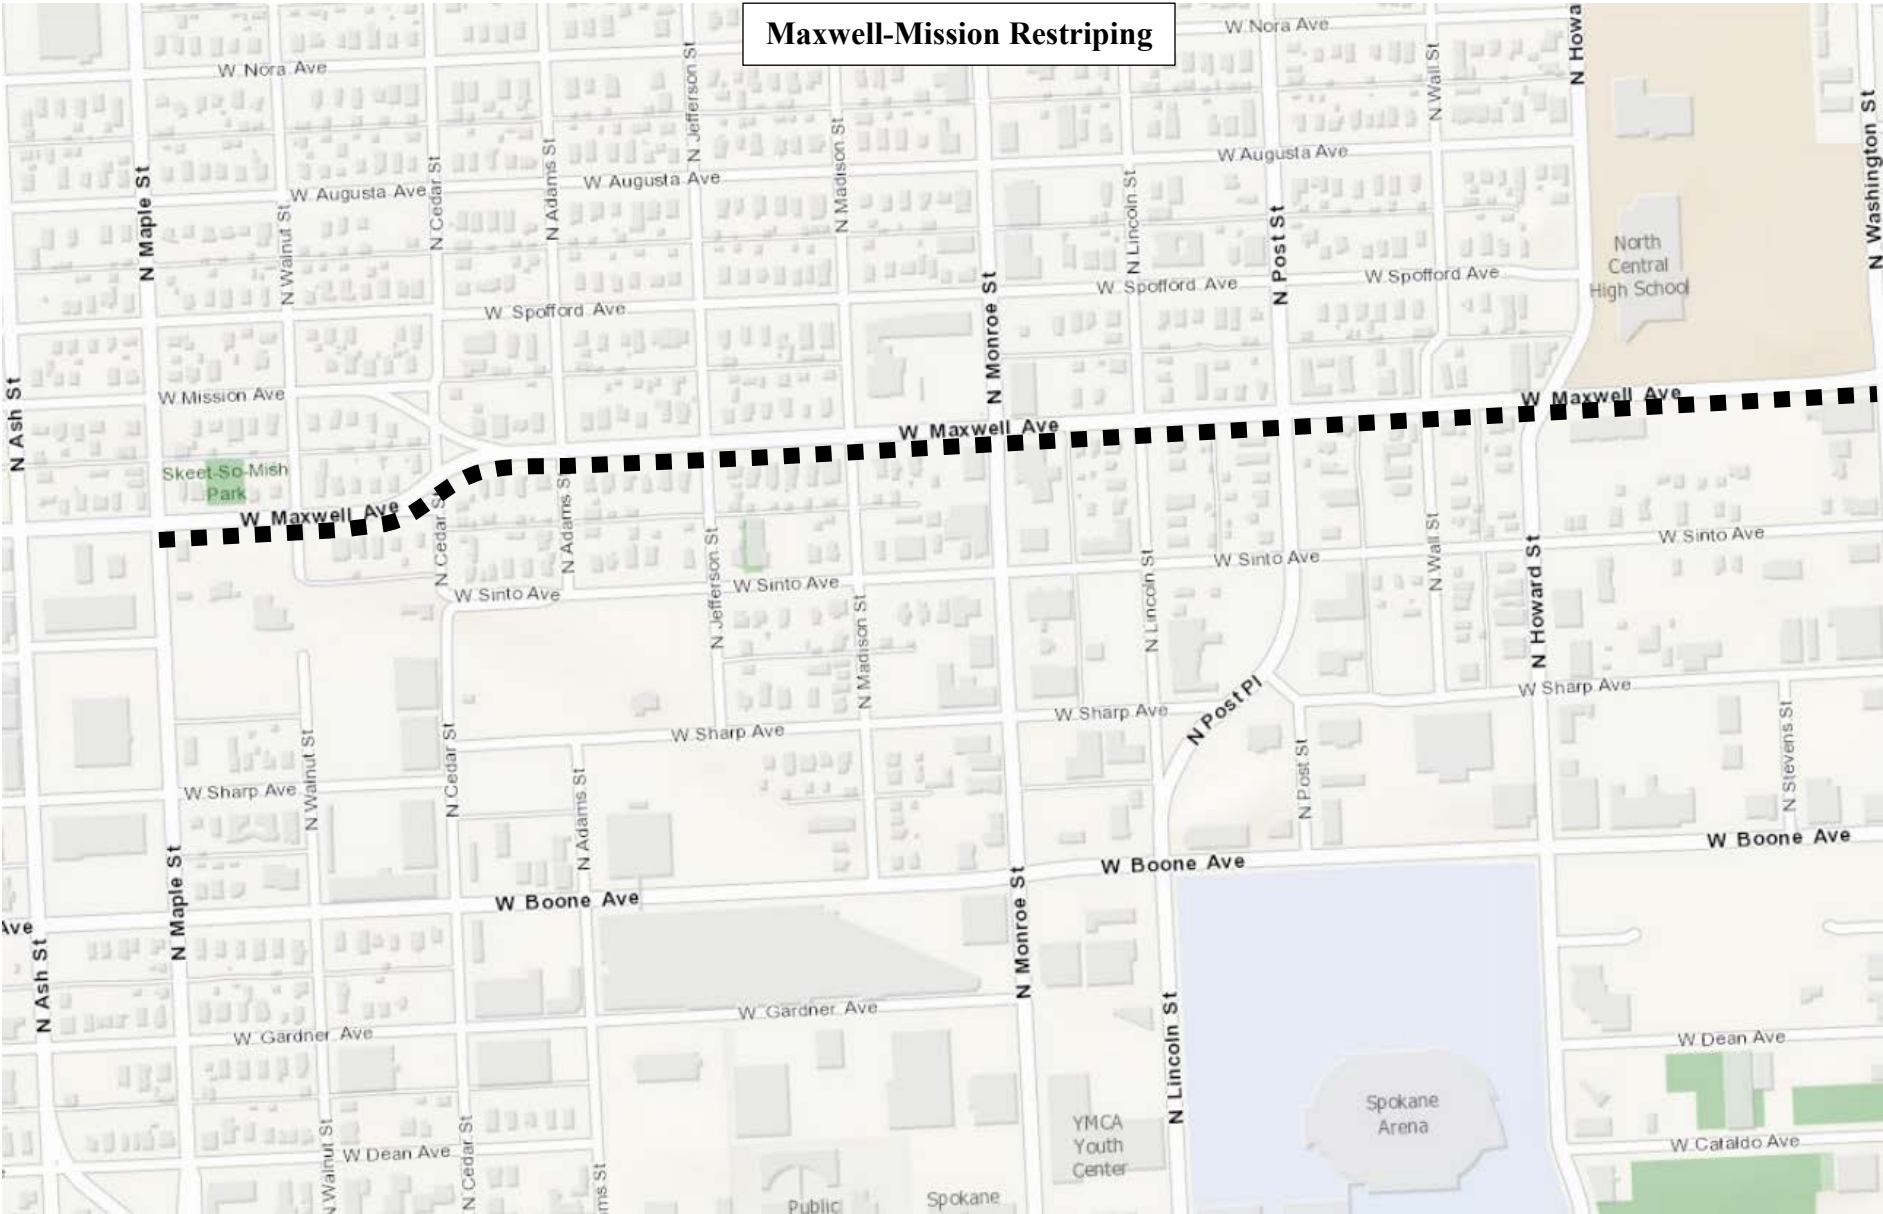 Maxwell-Mission Restriping
W Nora Ave
W Nora Ave
N Howa
N Jefferson St
N Wall St
N Washington St
N Maple St
N Cedar St
N Adams St
N Madison St
W Augusta Ave
W Augusta Ave
W Augusta Ave
N Walnut St
N Lincoln St
N Post St
North
Central
High School
W Spofford Ave
W Spofford Ave
W Spofford Ave
N Monroe St
N Ash St
W Mission Ave
W Maxwell Ave
W Maxwell Ave
Skeet-So-Mish
Park
W Maxwell Ave
N Cedar St
N Adams St
N Jefferson St
N Lincoln St
N Wall St
N Howard St
W Sinto Ave
W Sinto Ave
W Sinto Ave
W Sinto Ave
N Madison St
W Sharp Ave
N Post Pl
W Sharp Ave
W Sharp Ave
N Stevens St
N Walnut St
N Cedar St
N Adams St
N Post St
W Sharp Ave
W Boone Ave
W Boone Ave
W Boone Ave
N Maple St
N Monroe St
Ave
N Ash St
N Lincoln St
W Gardner Ave
W Gardner Ave
W Dean Ave
Spokane
Arena
YMCA
Youth
Center
W Cataldo Ave
N Walnut St
N Cedar St
W Dean Ave
ms St
Public
Spokane